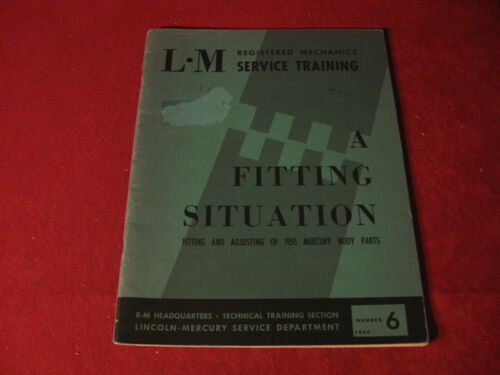 L·M REGISTERED MECHANICS
SERVICE TRAINING
A
FITTING
SITUATION
FITTING AND ADJUSTING OF 1955 MERCURY BODY PARTS
R-M HEADQUARTERS · TECHNICAL TRAINING SECTION
LINCOLN-MERCURY SERVICE DEPARTMENT
NUMBER 6